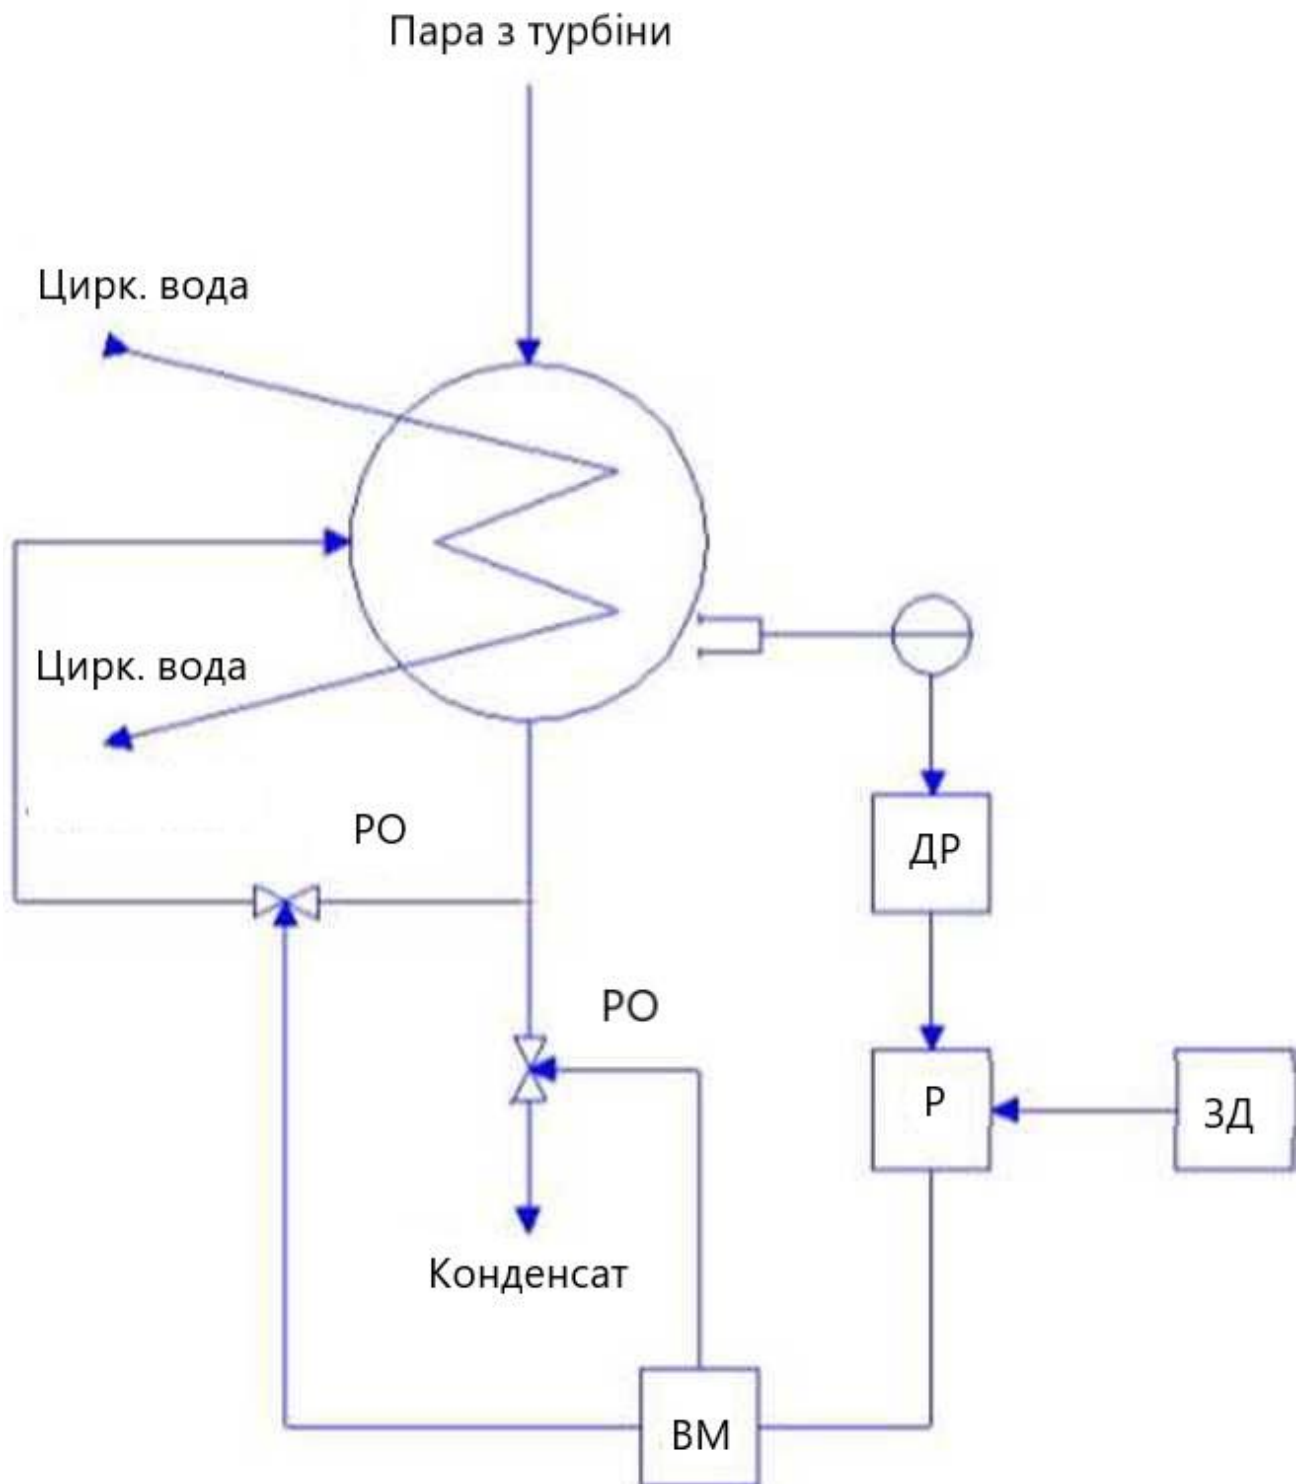 Пара з турбіни
Цирк. вода
Цирк. вода
РО
ДР
РО
Р
ЗД
Конденсат
ВМ